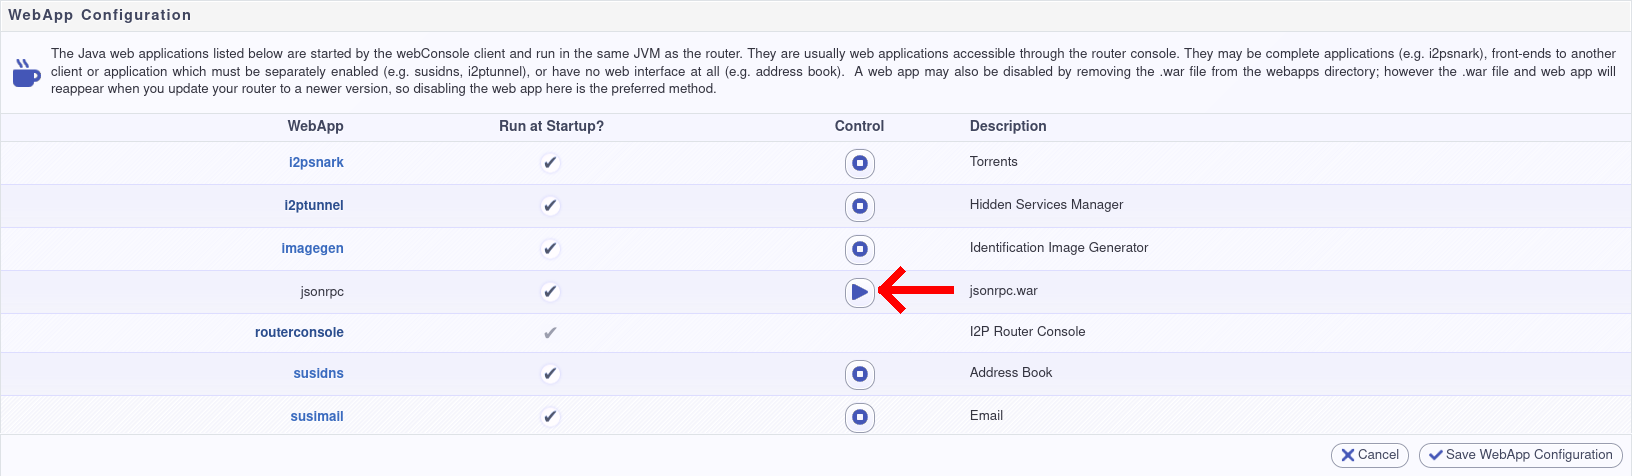 WebApp Configuration
The Java web applications listed below are started by the webConsole client and run in the same JVM as the router. They are usually web applications accessible through the router console. They may be complete applications (e.g. i2psnark), front-ends to another
client or application which must be separately enabled (e.g. susidns, i2ptunnel), or have no web interface at all (e.g. address book).  A web app may also be disabled by removing the .war file from the webapps directory; however the .war file and web app will
reappear when you update your router to a newer version, so disabling the web app here is the preferred method.
WebApp Run at Startup? Control Description
i2psnark Torrents
i2ptunnel Hidden Services Manager
imagegen Identification Image Generator
jsonrpc jsonrpc.war
routerconsole I2P Router Console
susidns Address Book
susimail Email
Cancel Save WebApp Configuration